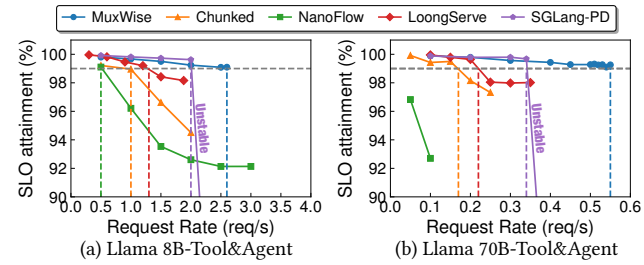 MuxWise Chunked NanoFlow LoongServe SGLang-PD
SLO attainment (%)
100
98
96
94
92
90
Unstable
0.0 0.5 1.0 1.5 2.0 2.5 3.0 3.5 4.0
Request Rate (req/s)
(a) Llama 8B-Tool&Agent
SLO attainment (%)
100
98
96
94
92
90
Unstable
0.0 0.1 0.2 0.3 0.4 0.5 0.6
Request Rate (req/s)
(b) Llama 70B-Tool&Agent